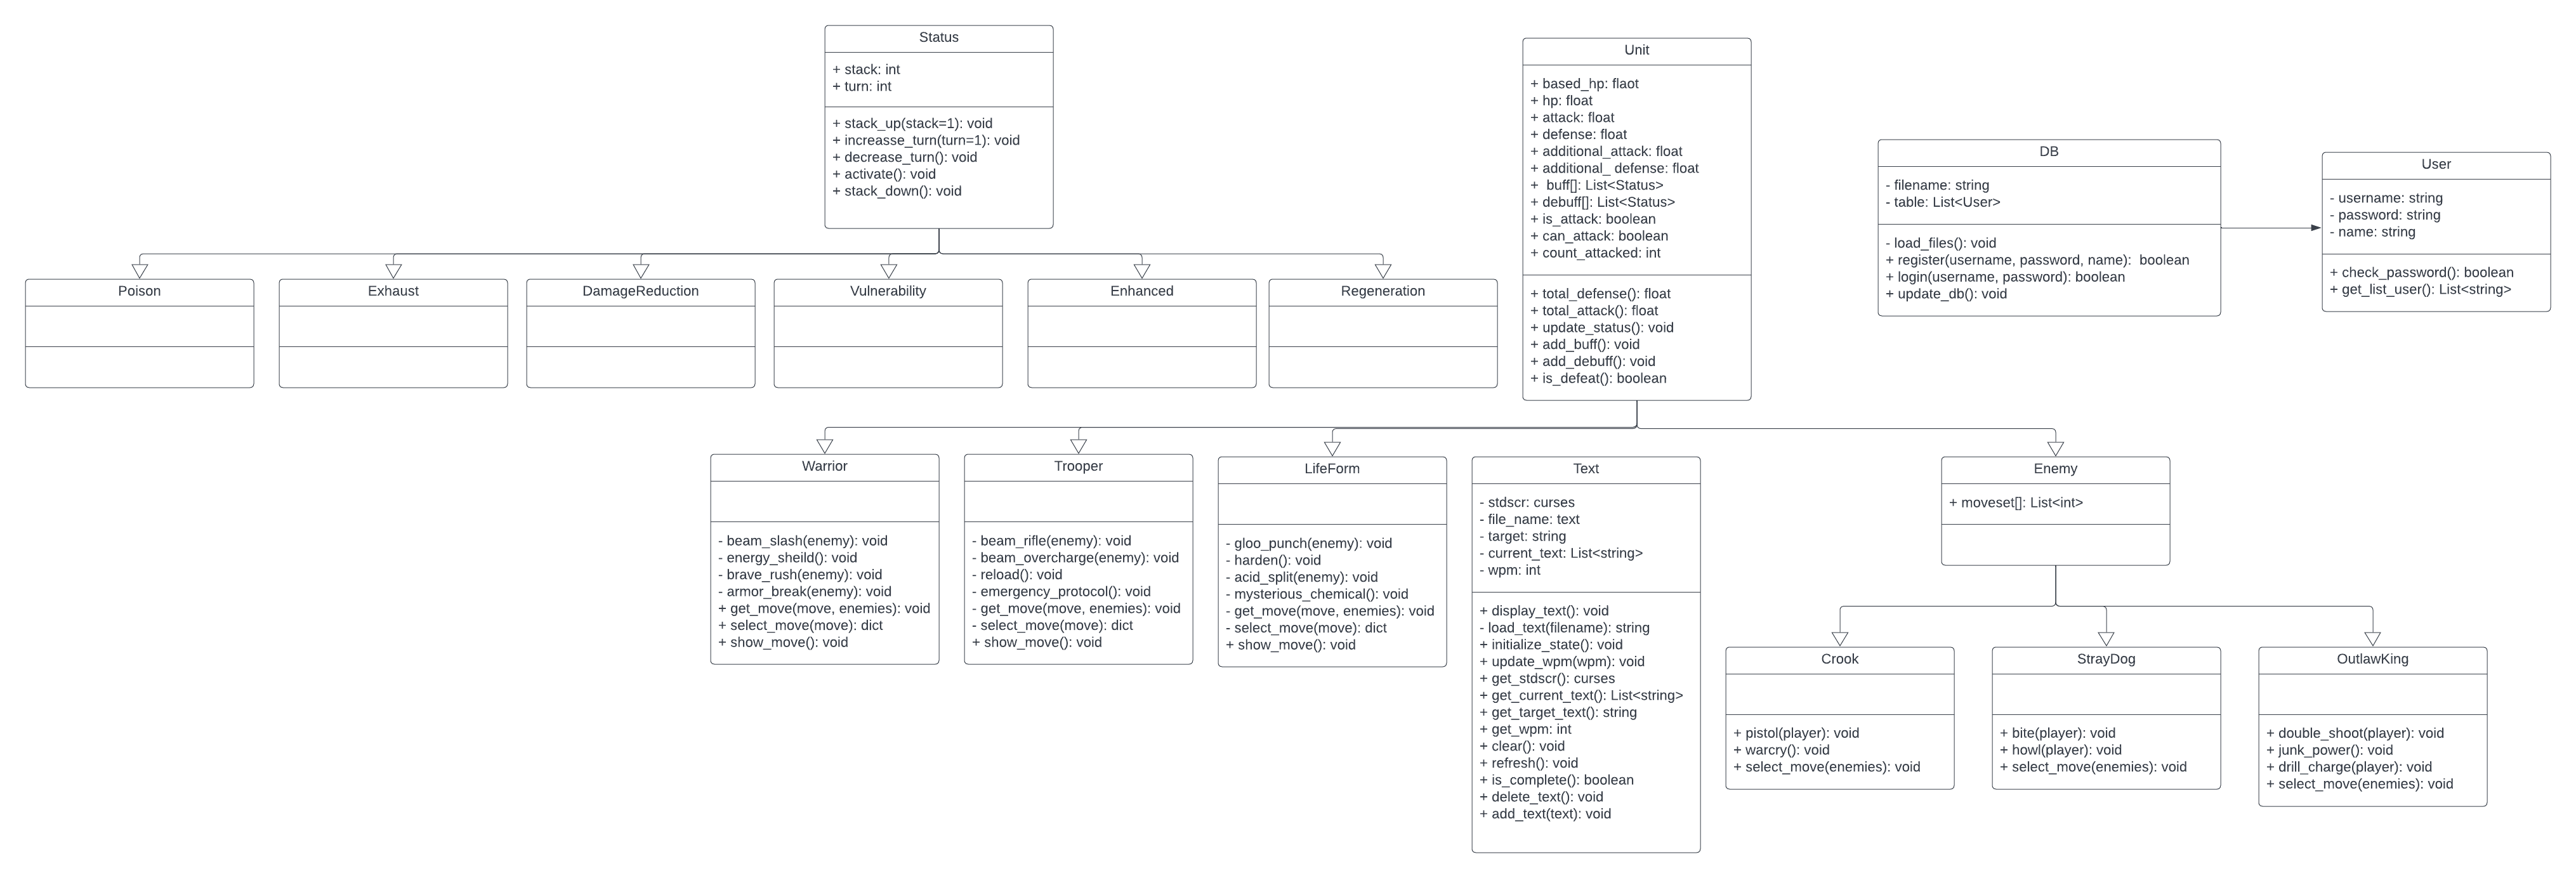 Status
+ stack: int
+ turn: int
+ stack_up(stack=1): void
+ increasse_turn(turn=1): void
+ decrease_turn(): void
+ activate(): void
+ stack_down(): void
Unit
+ based_hp: flaot
+ hp: float
+ attack: float
+ defense: float
+ additional_attack: float
+ additional_ defense: float
+  buff[]: List<Status>
+ debuff[]: List<Status>
+ is_attack: boolean
+ can_attack: boolean
+ count_attacked: int
+ total_defense(): float
+ total_attack(): float
+ update_status(): void
+ add_buff(): void
+ add_debuff(): void
+ is_defeat(): boolean
DB
- filename: string
- table: List<User>
- load_files(): void
+ register(username, password, name):  boolean
+ login(username, password): boolean
+ update_db(): void
User
- username: string
- password: string
- name: string
+ check_password(): boolean
+ get_list_user(): List<string>
Poison
Exhaust
DamageReduction
Vulnerability
Enhanced
Regeneration
Warrior
- beam_slash(enemy): void
- energy_sheild(): void
- brave_rush(enemy): void
- armor_break(enemy): void
+ get_move(move, enemies): void
+ select_move(move): dict
+ show_move(): void
Trooper
- beam_rifle(enemy): void
- beam_overcharge(enemy): void
- reload(): void
- emergency_protocol(): void
- get_move(move, enemies): void
- select_move(move): dict
+ show_move(): void
LifeForm
- gloo_punch(enemy): void
- harden(): void
- acid_split(enemy): void
- mysterious_chemical(): void
- get_move(move, enemies): void
- select_move(move): dict
+ show_move(): void
Text
- stdscr: curses
- file_name: text
- target: string
- current_text: List<string>
- wpm: int
+ display_text(): void
- load_text(filename): string
+ initialize_state(): void
+ update_wpm(wpm): void
+ get_stdscr(): curses
+ get_current_text(): List<string>
+ get_target_text(): string
+ get_wpm: int
+ clear(): void
+ refresh(): void
+ is_complete(): boolean
+ delete_text(): void
+ add_text(text): void
Enemy
+ moveset[]: List<int>
Crook
+ pistol(player): void
+ warcry(): void
+ select_move(enemies): void
StrayDog
+ bite(player): void
+ howl(player): void
+ select_move(enemies): void
OutlawKing
+ double_shoot(player): void
+ junk_power(): void
+ drill_charge(player): void
+ select_move(enemies): void